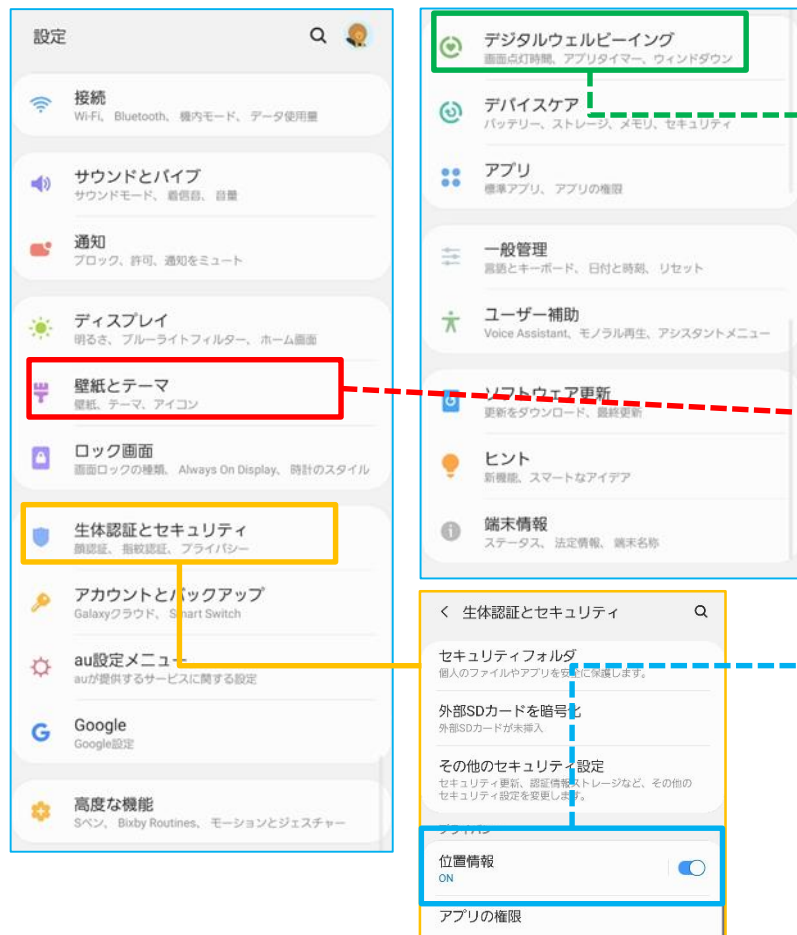 設定
接続
Wi-Fi、 Bluetooth、 機内モード、 データ使用量
サウンドとバイブ
サウンドモード、 着信音、 音量
通知
ブロック、許可、通知をミュート
ディスプレイ
明るさ、 ブルーライトフィルター、 ホーム画面
壁紙とテーマ
壁紙、テーマ、アイコン
ロック画面
画面ロックの種類、 Always On Display、 時計のスタイル
生体認証とセキュリティ
顔認証、 指紋認証、 プライバシー
アカウントとバックアップ
Galaxyクラウド、 Smart Switch
au設定メニュー
auが提供するサービスに関する設定
Google
Google設定
高度な機能
Sペン、 Bixby Routines、 モーションとジェスチャー
デジタルウェルビーイング
画面点灯時間、 アプリタイマー、 ウィンドダウン
デバイスケア
バッテリー、 ストレージ、 メモリ、 セキュリティ
アプリ
標準アプリ、 アプリの権限
一般管理
言語とキーボード、 日付と時刻、 リセット
ユーザー補助
Voice Assistant、 モノラル再生、 アシスタントメニュー
ソフトウェア更新
更新をダウンロード、 最終更新
ヒント
新機能、スマートなアイデア
端末情報
ステータス、 法定情報、 端末名称
生体認証とセキュリティ
セキュリティフォルダ
個人のファイルやアプリを安全に保護します。
外部SDカードを暗号化
外部SDカードが未挿入
その他のセキュリティ設定
セキュリティ更新、認証情報ストレージなど、その他の
セキュリティ設定を変更します。
位置情報
ON
アプリの権限